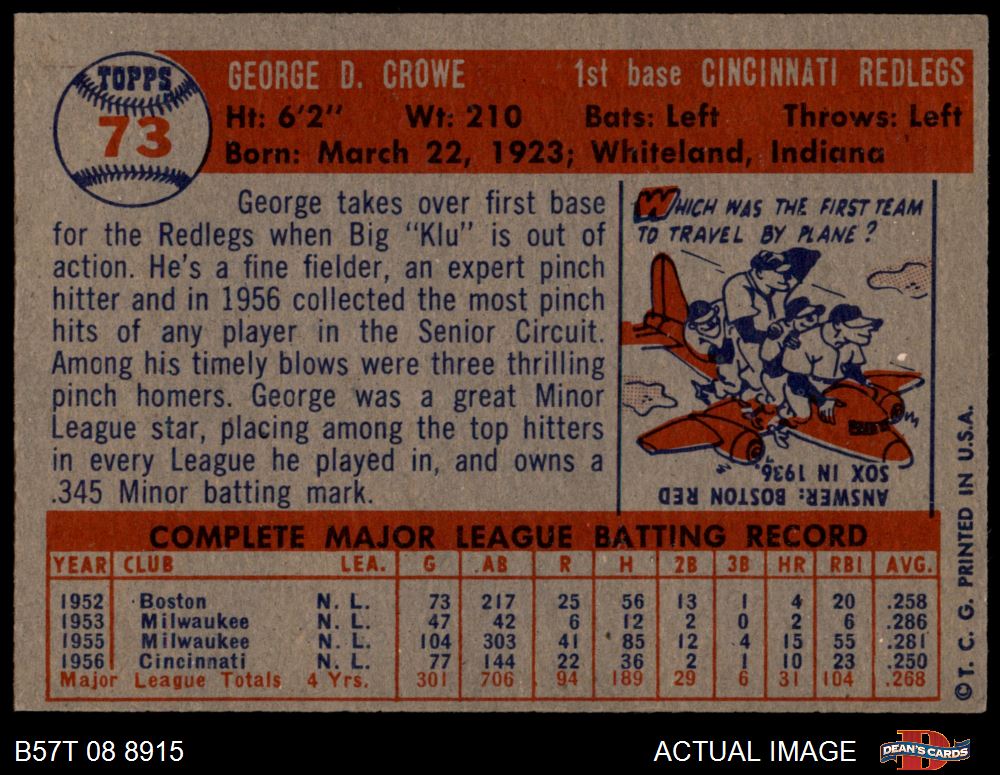 TOPPS
73
GEORGE D. CROWE 1st base CINCINNATI REDLEGS
Ht: 6'2" Wt: 210 Bats: Left Throws: Left
Born: March 22, 1923; Whiteland, Indiana
George takes over first base
for the Redlegs when Big "Klu" is out of
action. He's a fine fielder, an expert pinch
hitter and in 1956 collected the most pinch
hits of any player in the Senior Circuit.
Among his timely blows were three thrilling
pinch homers. George was a great Minor
League star, placing among the top hitters
in every League he played in, and owns a
.345 Minor batting mark.
WHICH WAS THE FIRST TEAM
TO TRAVEL BY PLANE?
ANSWER: BOSTON RED
SOX IN 1936.
COMPLETE MAJOR LEAGUE BATTING RECORD
YEAR CLUB LEA. G AB R H 2B 3B HR RBI AVG.
1952 Boston N. L. 73 217 25 56 13 1 4 20 .258
1953 Milwaukee N. L. 47 42 6 12 2 0 2 6 .286
1955 Milwaukee N. L. 104 303 41 85 12 4 15 55 .281
1956 Cincinnati N. L. 77 144 22 36 2 1 10 23 .250
Major League Totals 4 Yrs. 301 706 94 189 29 6 31 104 .268
©T. C. G. PRINTED IN U.S.A.
B57T 08 8915 ACTUAL IMAGE
D
DEAN'S CARDS